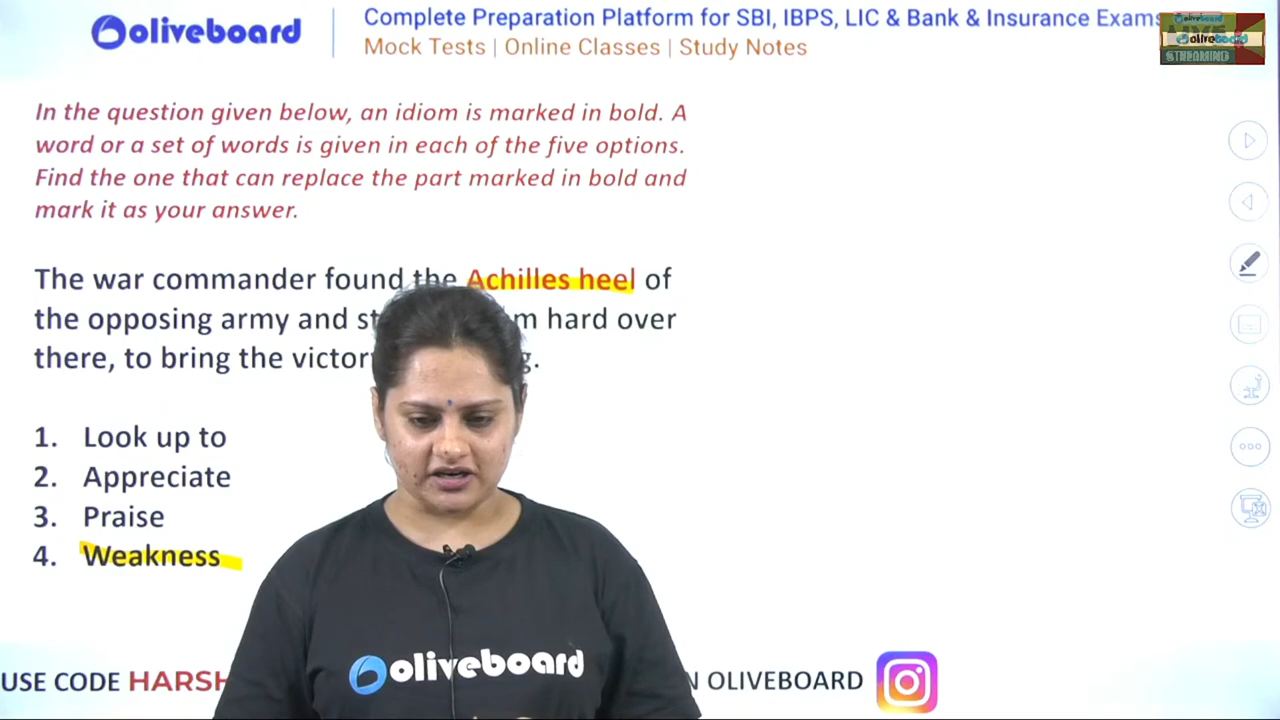 oliveboard
Complete Preparation Platform for SBI, IBPS, LIC & Bank & Insurance Exams
Mock Tests | Online Classes | Study Notes
oliveboard
oliveboard
STREAMING
In the question given below, an idiom is marked in bold. A
word or a set of words is given in each of the five options.
Find the one that can replace the part marked in bold and
mark it as your answer.
The war commander found the Achilles heel of
the opposing army and hard over
there, to bring the
1. Look up to
2. Appreciate
3. Praise
4. Weakness
oliveboard
USE CODE HARSH OLIVEBOARD